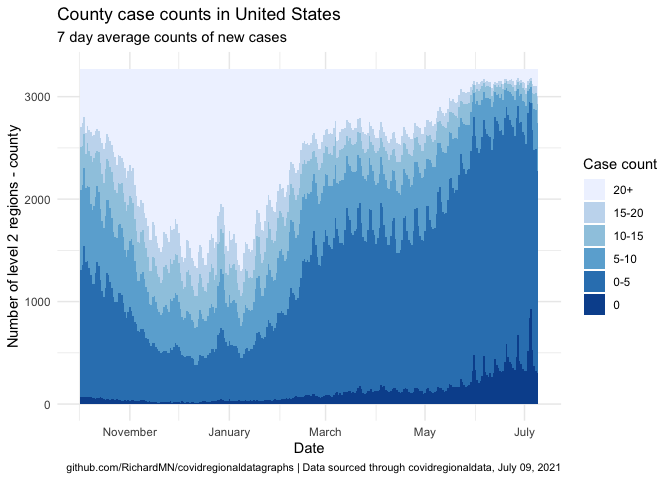 County case counts in United States
7 day average counts of new cases
Number of level 2 regions - county
3000
2000
1000
0
November
January
March
May
July
Date
Case count
20+
15-20
10-15
5-10
0-5
0
github.com/RichardMN/covidregionaldatagraphs | Data sourced through covidregionaldata, July 09, 2021